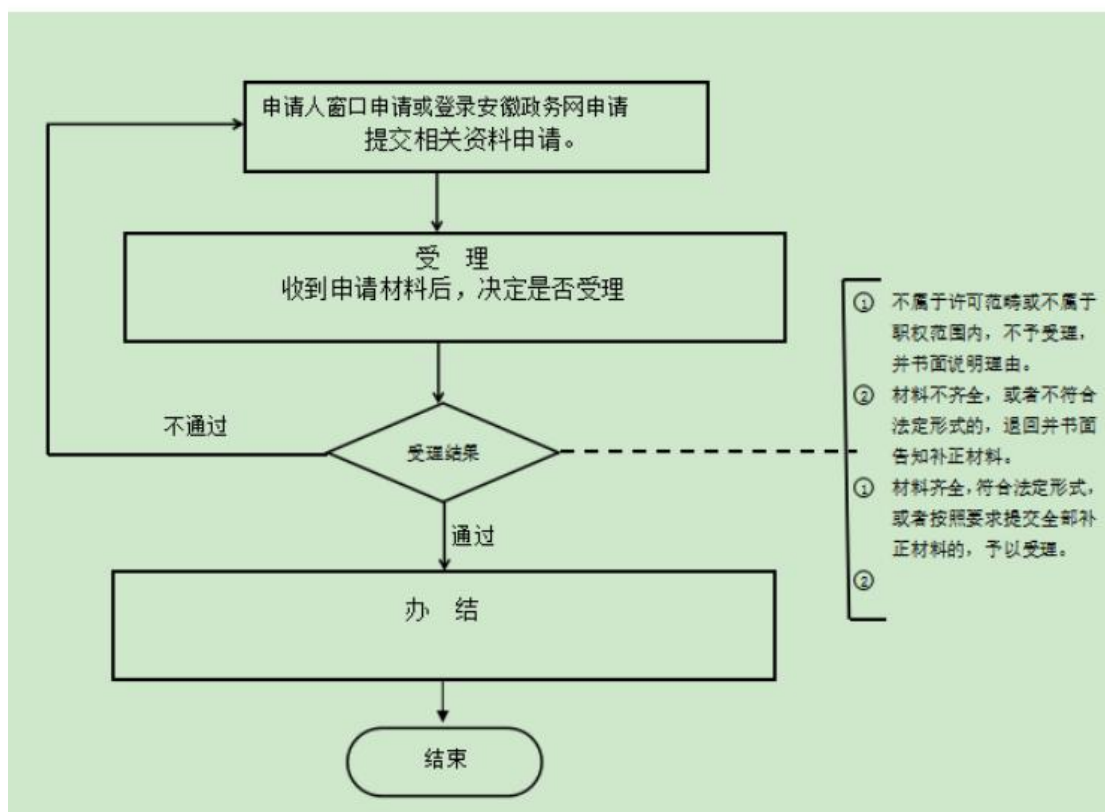 申请人窗口申请或登录安徽政务网申请
提交相关资料申请。
受 理
收到申请材料后，决定是否受理
① 不属于许可范畴或不属于
职权范围内，不予受理，
并书面说明理由。
② 材料不齐全，或者不符合
法定形式的，退回并书面
告知补正材料。
① 材料齐全，符合法定形式，
或者按照要求提交全部补
正材料的，予以受理。
②
不通过
受理结果
通过
办 结
结束